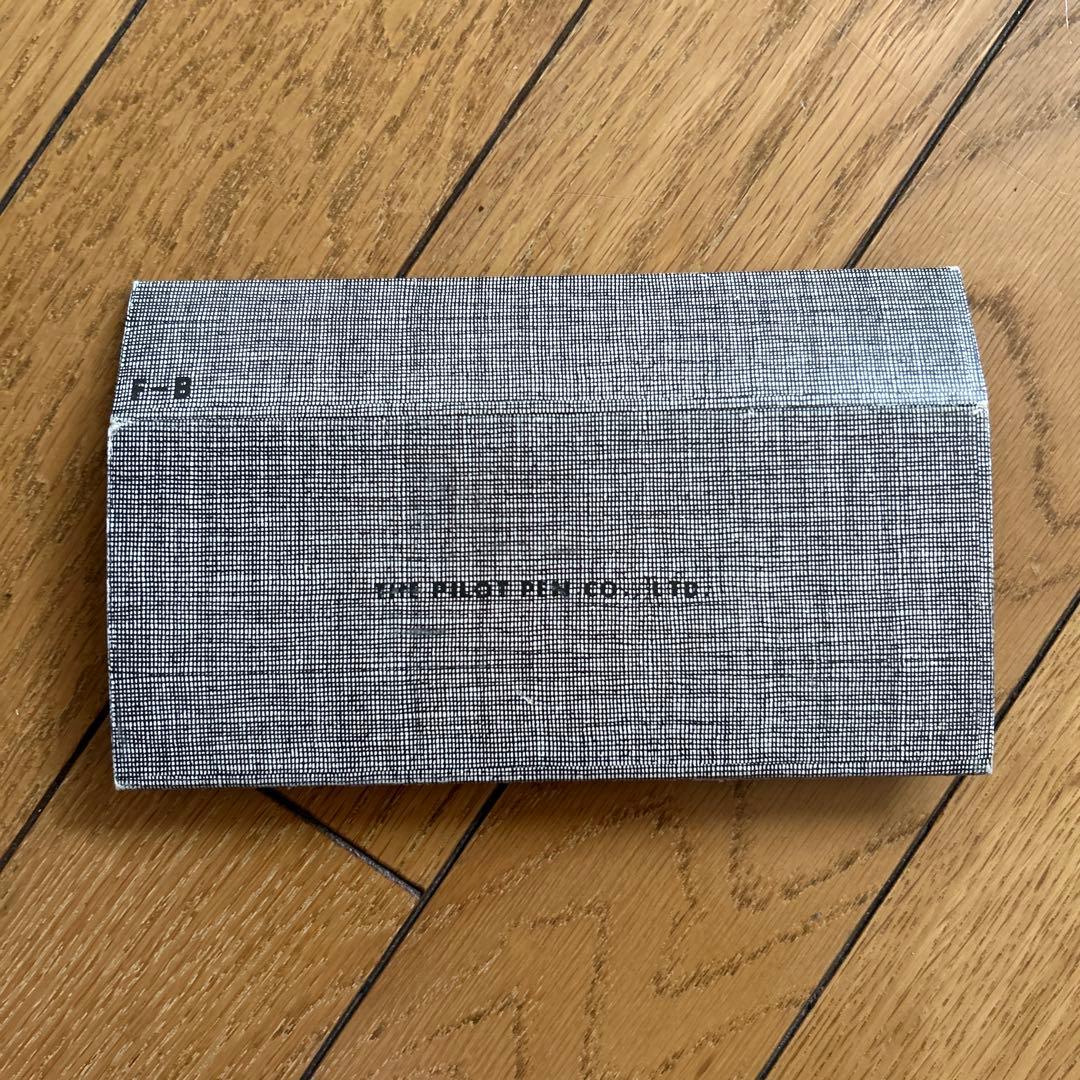 F-B
THE PILOT PEN CO., LTD.